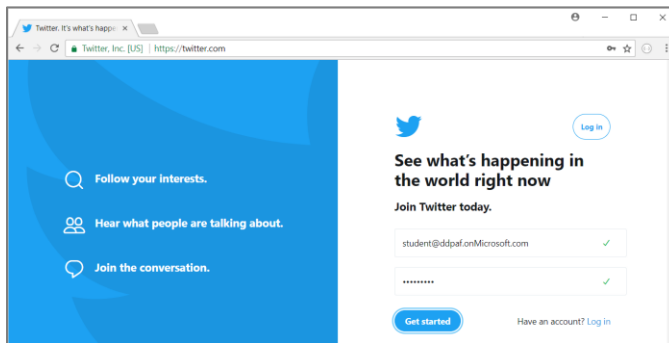 Twitter. It's what's happe
Twitter, Inc. [US] | https://twitter.com
Log in
See what's happening in
the world right now
Join Twitter today.
Follow your interests.
Hear what people are talking about.
Join the conversation.
student@ddpaf.onMicrosoft.com
•••••••••
Get started
Have an account? Log in